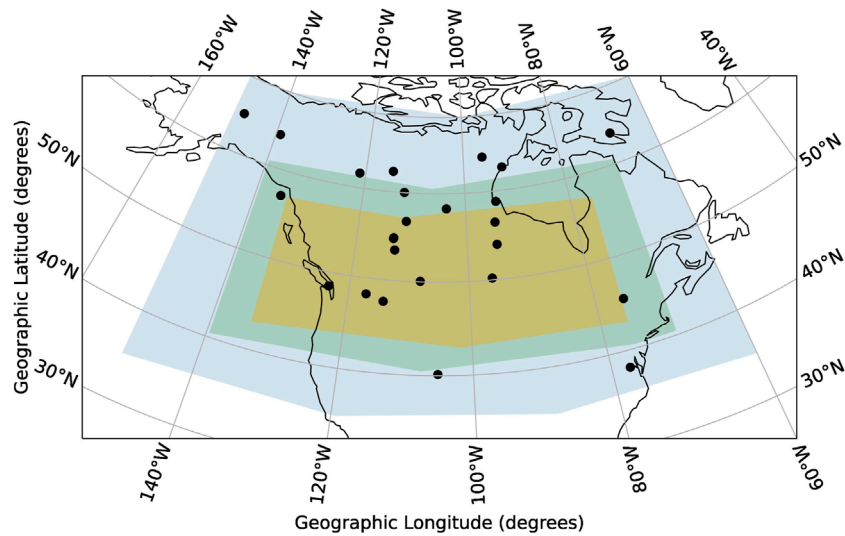 160°W 140°W 120°W 100°W 80°W 60°W 40°W
50°N 50°N
40°N 40°N
30°N 30°N
140°W 120°W 100°W 80°W 60°W
Geographic Latitude (degrees)
Geographic Longitude (degrees)